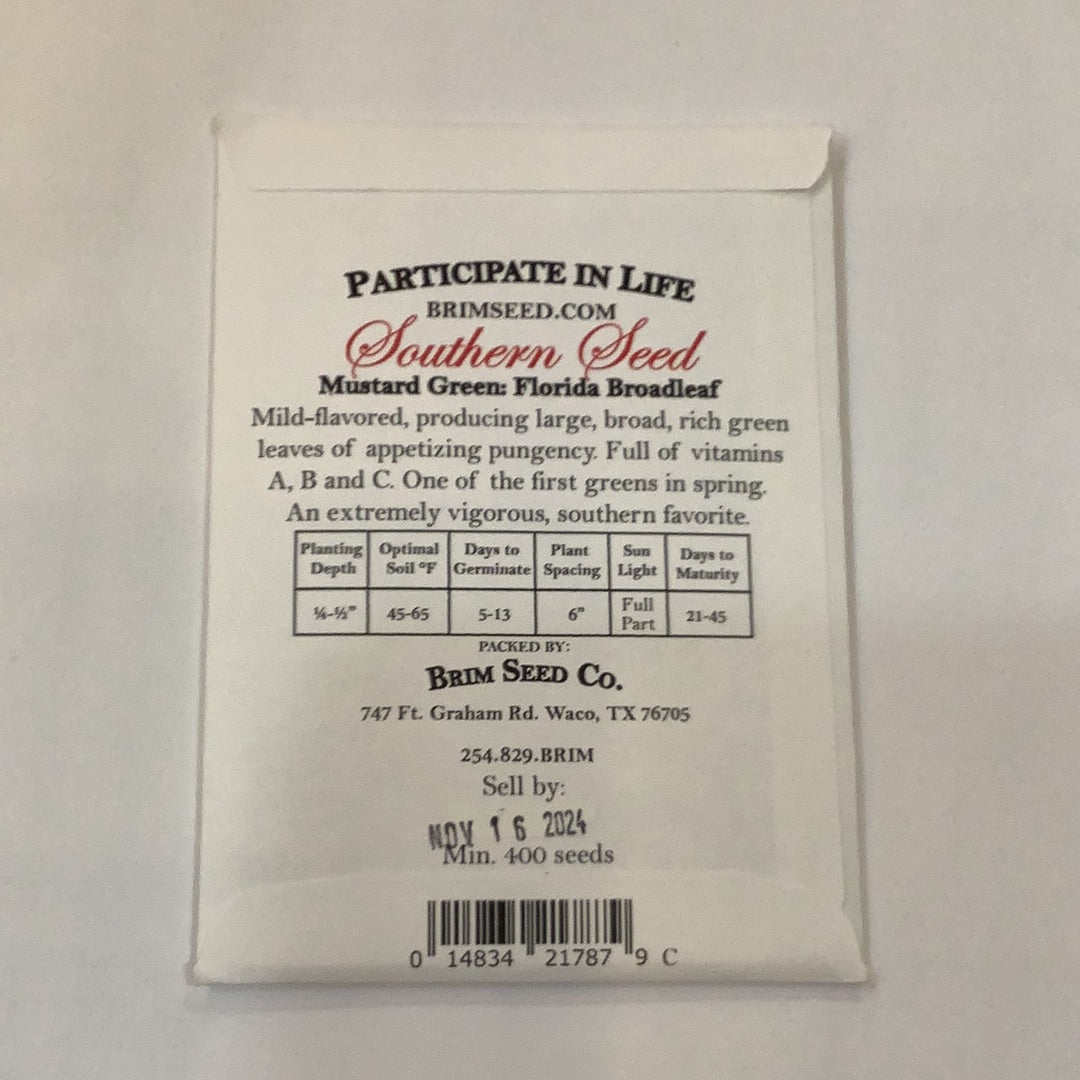 PARTICIPATE IN LIFE
BRIMSEED.COM
Southern Seed
Mustard Green: Florida Broadleaf
Mild-flavored, producing large, broad, rich green
leaves of appetizing pungency. Full of vitamins
A, B and C. One of the first greens in spring.
An extremely vigorous, southern favorite.
Planting Depth Optimal Soil °F Days to Germinate Plant Spacing Sun Light Days to Maturity
¼-½" 45-65 5-13 6" Full Part 21-45
PACKED BY:
BRIM SEED CO.
747 Ft. Graham Rd. Waco, TX 76705
254.829.BRIM
Sell by:
NOV 16 2024
Min. 400 seeds
0 14834 21787 9 C